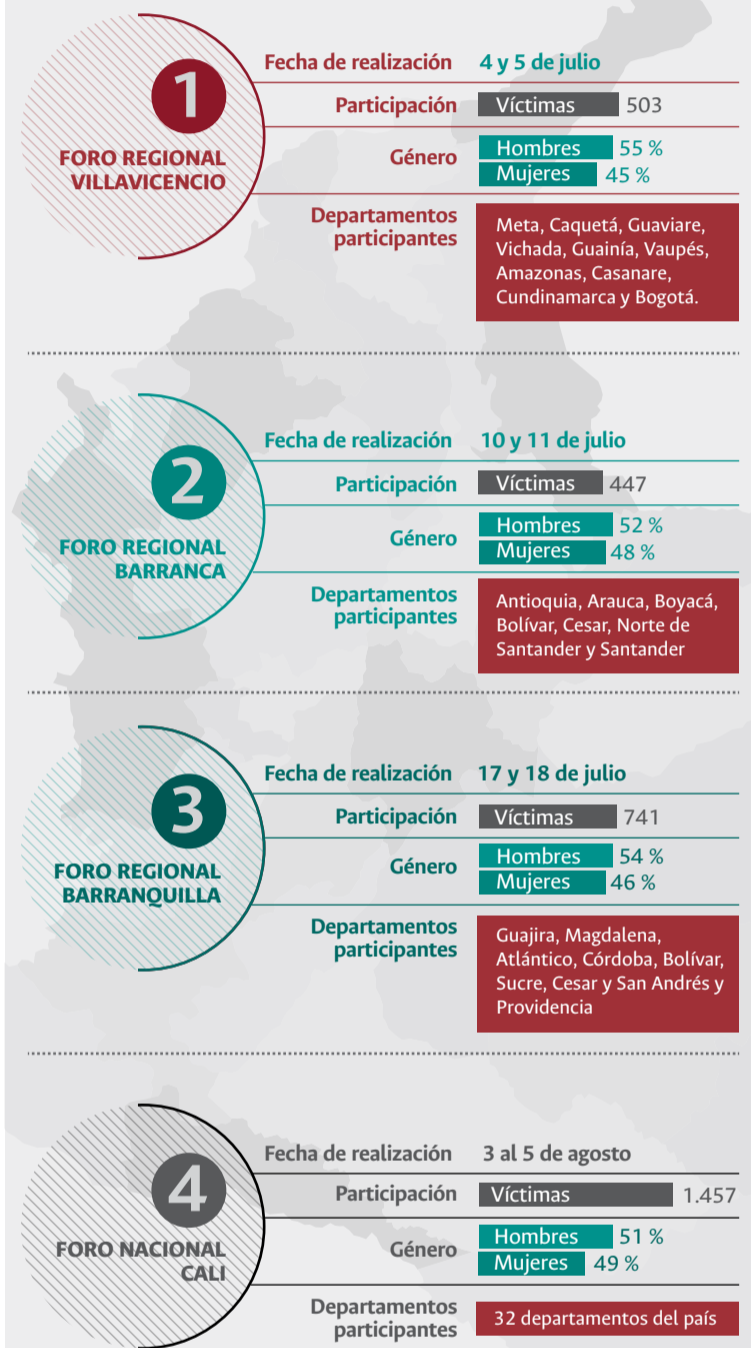 1
FORO REGIONAL
VILLAVICENCIO
Fecha de realización 4 y 5 de julio
Participación Víctimas 503
Género Hombres 55 %
Mujeres 45 %
Departamentos
participantes
Meta, Caquetá, Guaviare,
Vichada, Guainía, Vaupés,
Amazonas, Casanare,
Cundinamarca y Bogotá.
2
FORO REGIONAL
BARRANCA
Fecha de realización 10 y 11 de julio
Participación Víctimas 447
Género Hombres 52 %
Mujeres 48 %
Departamentos
participantes
Antioquia, Arauca, Boyacá,
Bolívar, Cesar, Norte de
Santander y Santander
3
FORO REGIONAL
BARRANQUILLA
Fecha de realización 17 y 18 de julio
Participación Víctimas 741
Género Hombres 54 %
Mujeres 46 %
Departamentos
participantes
Guajira, Magdalena,
Atlántico, Córdoba, Bolívar,
Sucre, Cesar y San Andrés y
Providencia
4
FORO NACIONAL
CALI
Fecha de realización 3 al 5 de agosto
Participación Víctimas 1.457
Género Hombres 51 %
Mujeres 49 %
Departamentos
participantes
32 departamentos del país